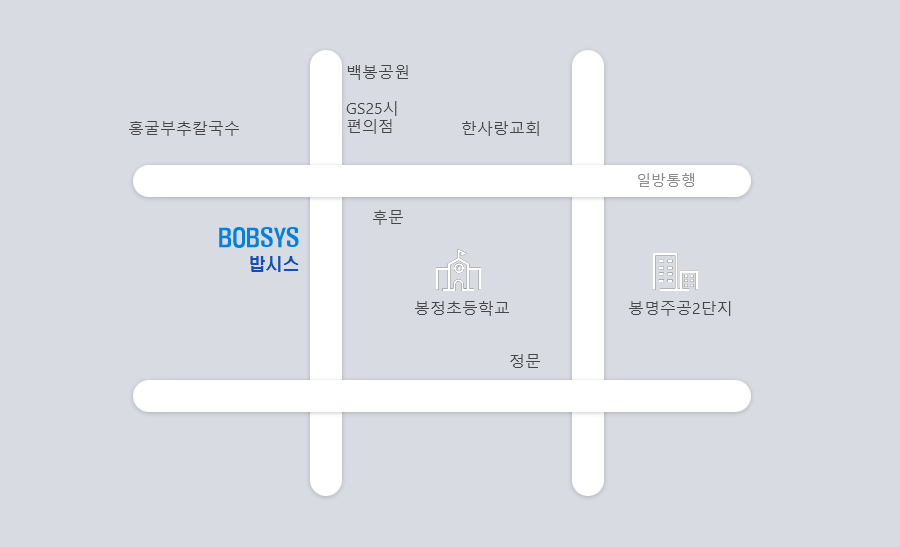 백봉공원
GS25시
편의점
홍굴부추칼국수
한사랑교회
일방통행
후문
BOBSYS
밥시스
봉정초등학교
봉명주공2단지
정문